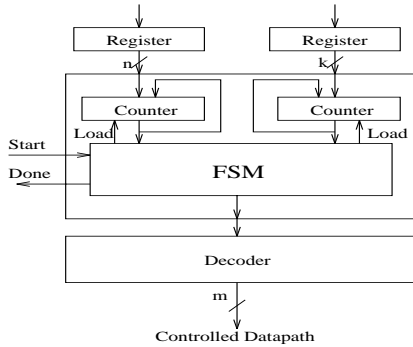 Register
Register
n
k
Counter
Counter
Load
Load
Start
FSM
Done
Decoder
m
Controlled Datapath